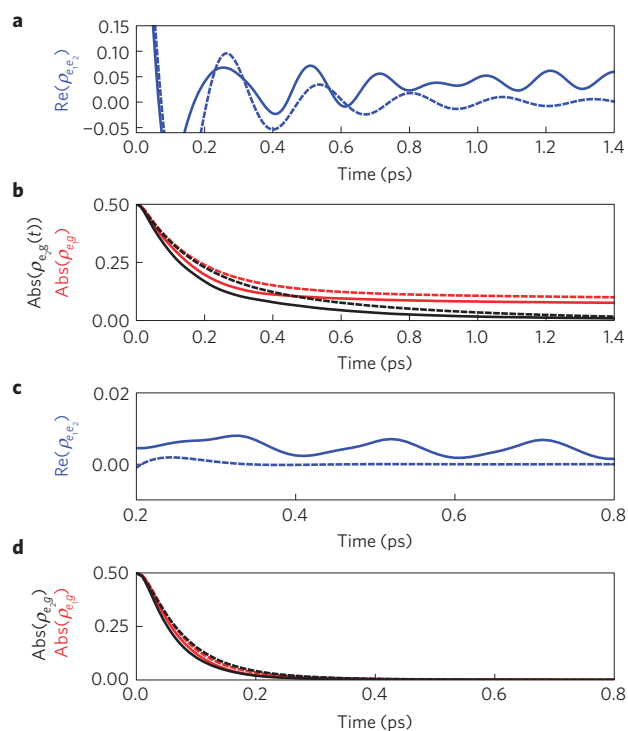 a
Re(ρe₁e₂)
0.15
0.10
0.05
0.00
−0.05
0.0 0.2 0.4 0.6 0.8 1.0 1.2 1.4
Time (ps)
b
Abs(ρe₂g(t))
Abs(ρe₁g)
0.50
0.25
0.00
0.0 0.2 0.4 0.6 0.8 1.0 1.2 1.4
Time (ps)
c
Re(ρe₁e₂)
0.02
0.00
0.2 0.4 0.6 0.8
Time (ps)
d
Abs(ρe₂g)
Abs(ρe₁g)
0.50
0.25
0.00
0.0 0.2 0.4 0.6 0.8
Time (ps)